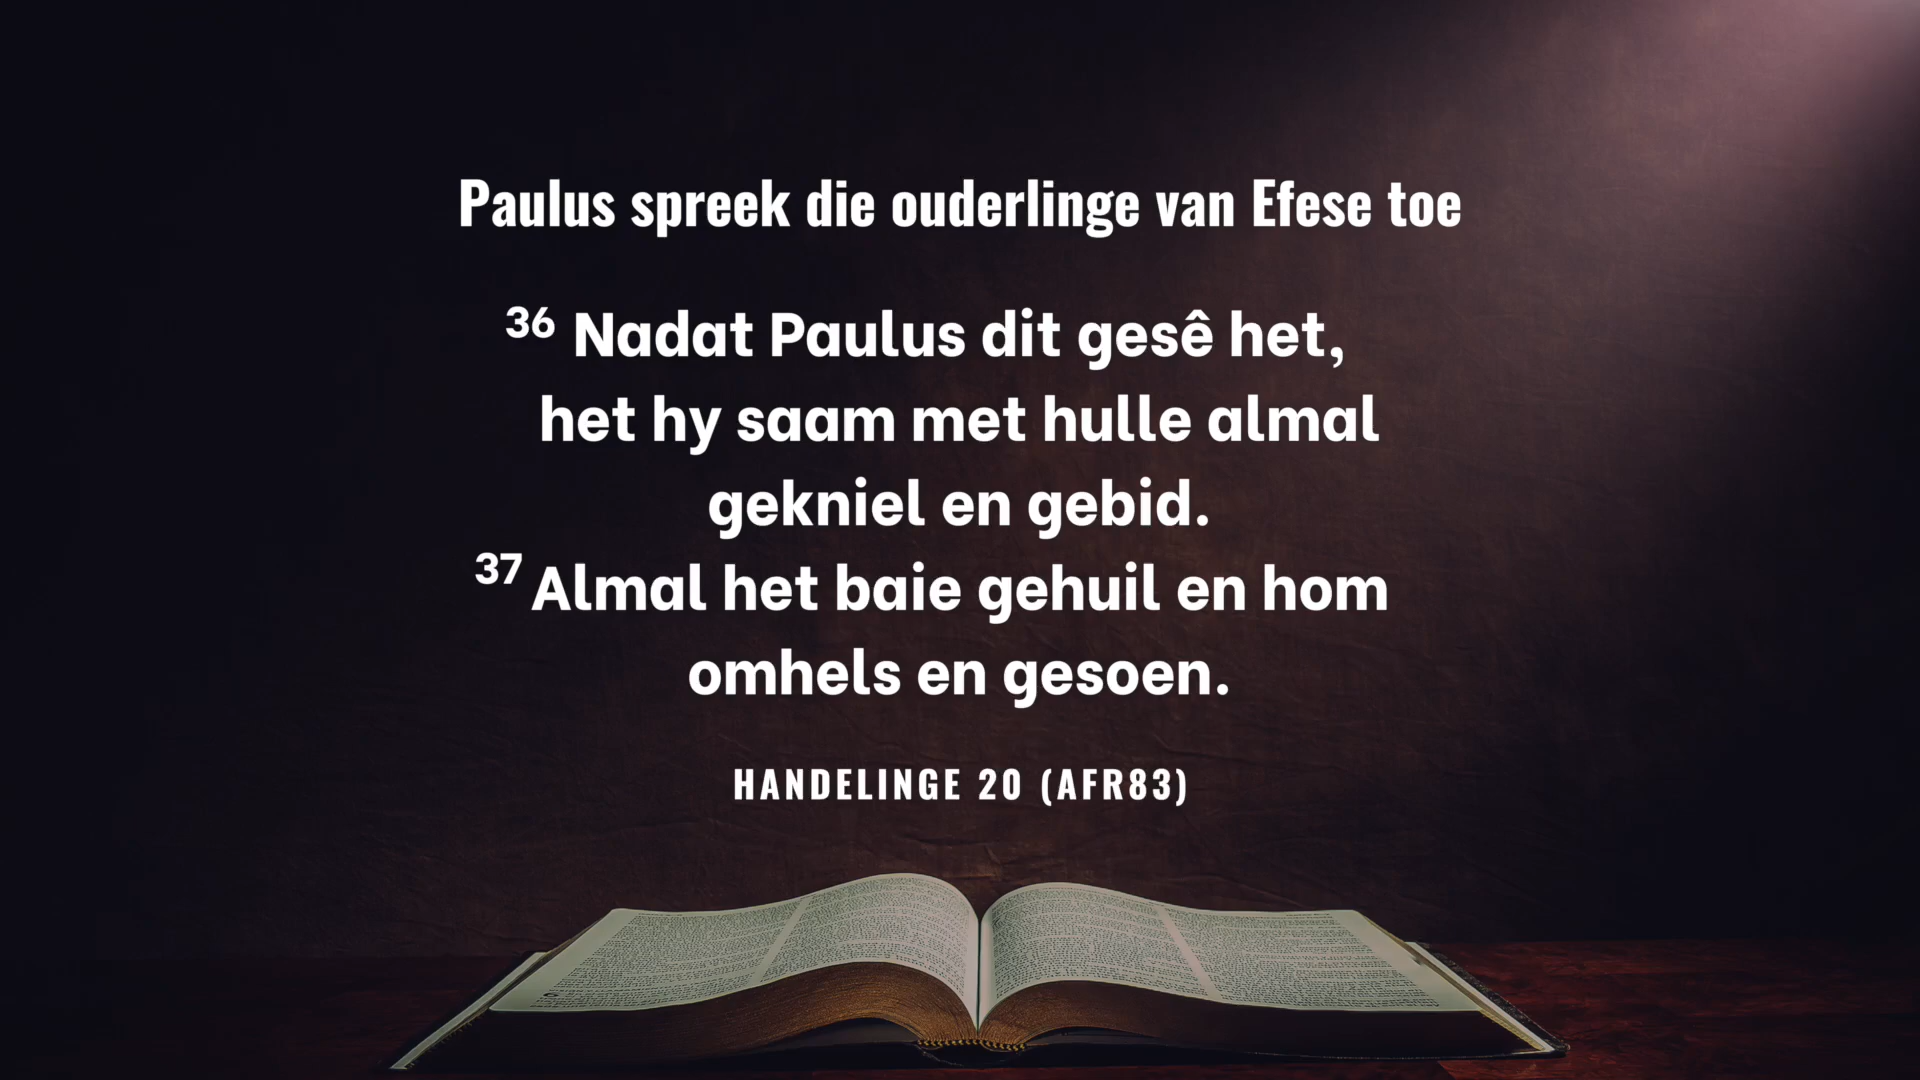 Paulus spreek die ouderlinge van Efese toe
36 Nadat Paulus dit gesê het,
het hy saam met hulle almal
gekniel en gebid.
37 Almal het baie gehuil en hom
omhels en gesoen.
HANDELINGE 20 (AFR83)